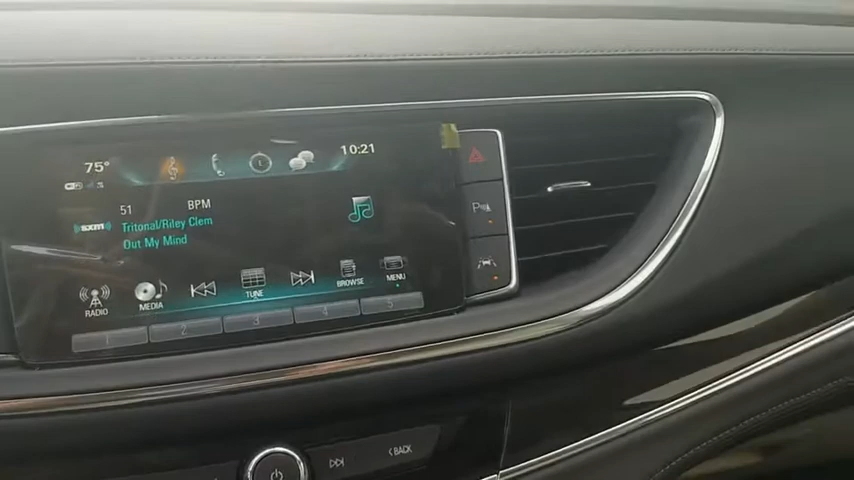 75°
10:21
S
51
BPM
sxm
Tritonal/Riley Clem
Out My Mind
P
RADIO
MEDIA
TUNE
BROWSE
MENU
1
2
3
4
5
BACK